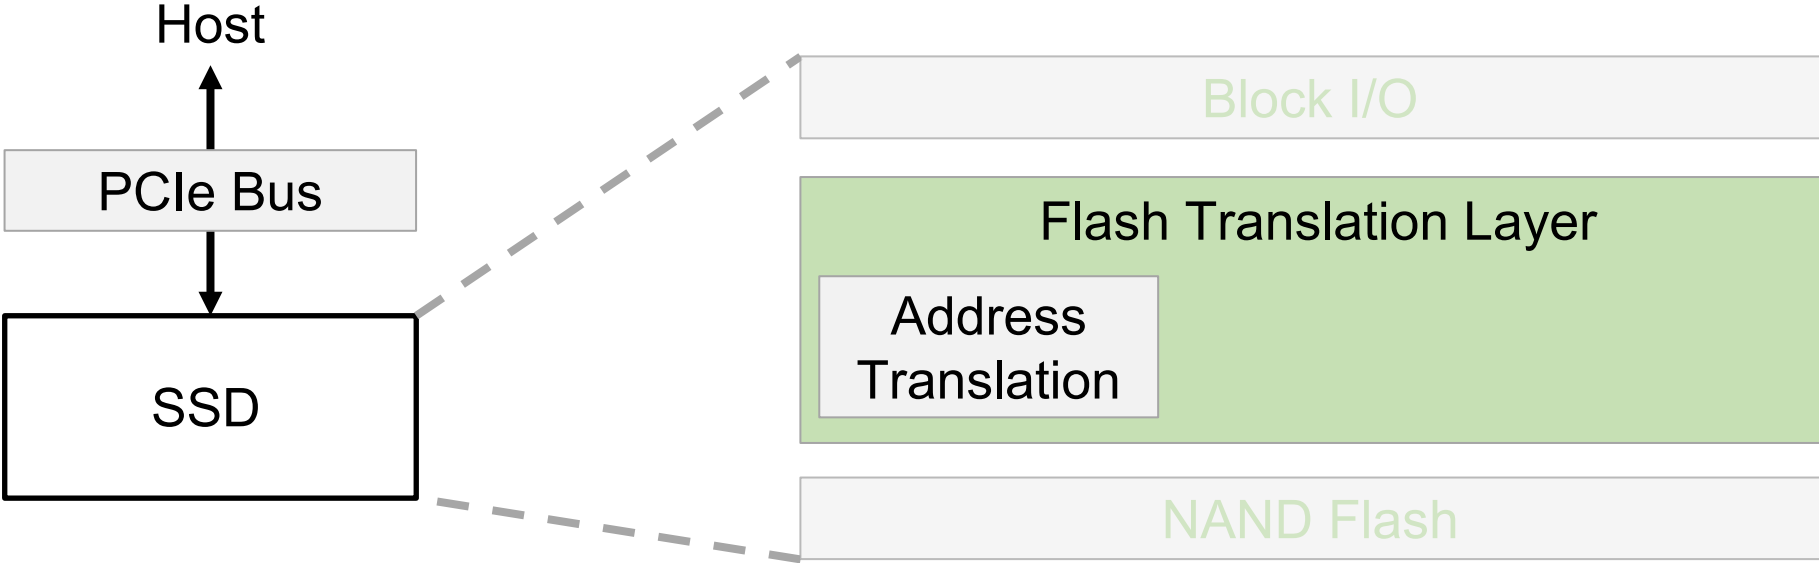 Host
PCIe Bus
SSD
Block I/O
Flash Translation Layer
Address
Translation
NAND Flash